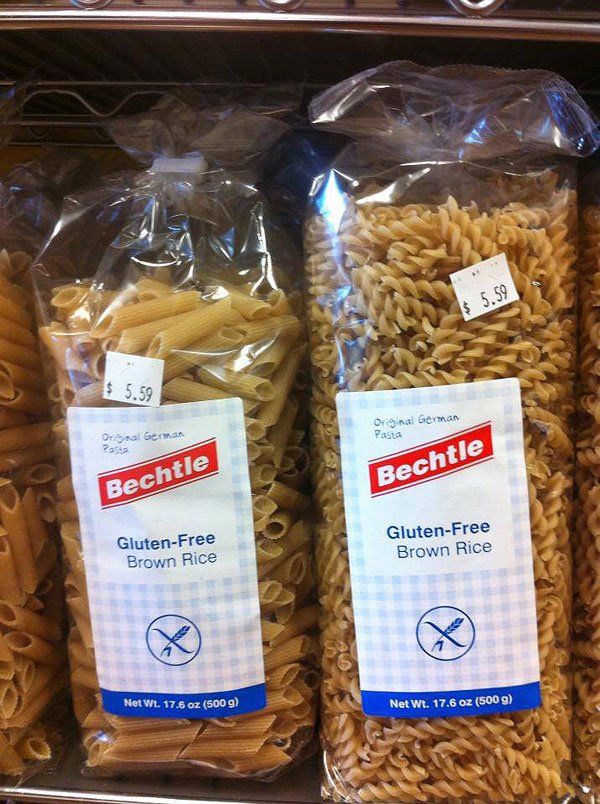 $ 5.59
Original German
Pasta
Bechtle
Gluten-Free
Brown Rice
Net Wt. 17.6 oz (500 g)
$ 5.59
Original German
Pasta
Bechtle
Gluten-Free
Brown Rice
Net Wt. 17.6 oz (500 g)